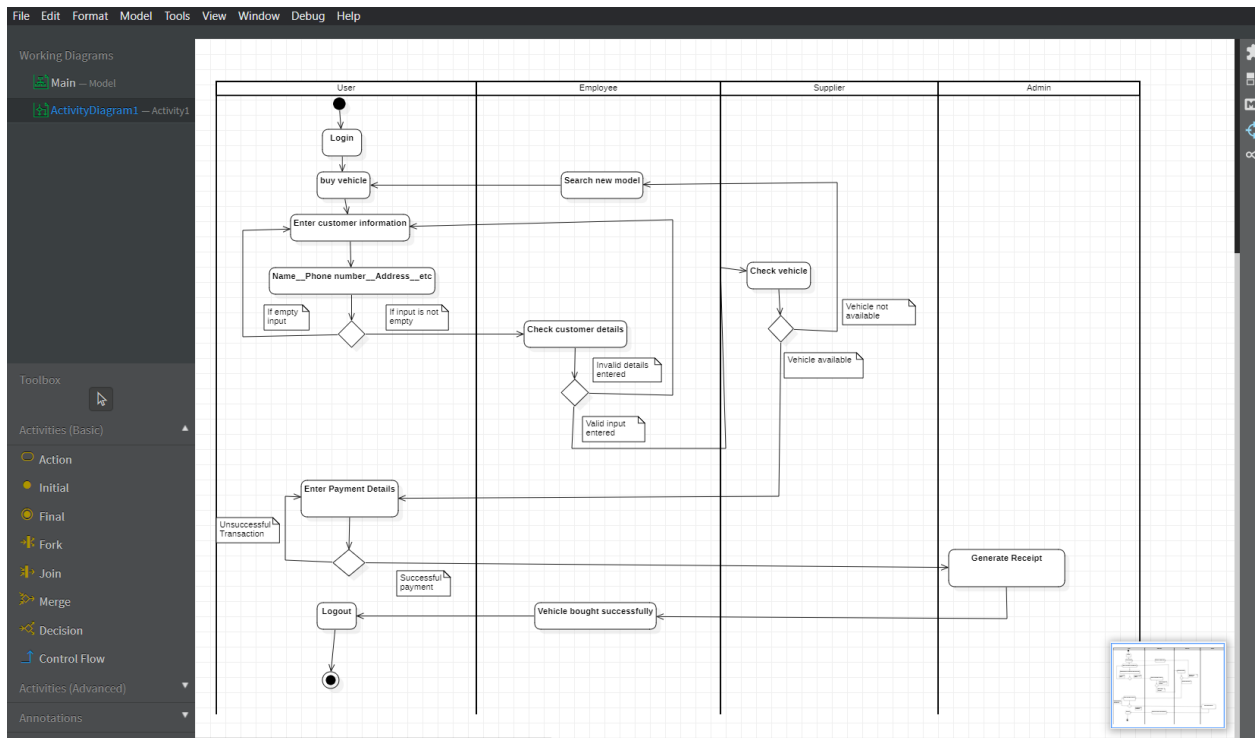 File Edit Format Model Tools View Window Debug Help
Working Diagrams
Main — Model
ActivityDiagram1 — Activity1
User
Employee
Supplier
Admin
Login
buy vehicle
Search new model
Enter customer information
Check vehicle
Name__Phone number__Address__etc
If empty
input
If input is not
empty
Vehicle not
available
Check customer details
Vehicle available
Invalid details
entered
Valid input
entered
Enter Payment Details
Unsuccessful
Transaction
Generate Receipt
Successful
payment
Logout
Vehicle bought successfully
Toolbox
Activities (Basic)
Action
Initial
Final
Fork
Join
Merge
Decision
Control Flow
Activities (Advanced)
Annotations